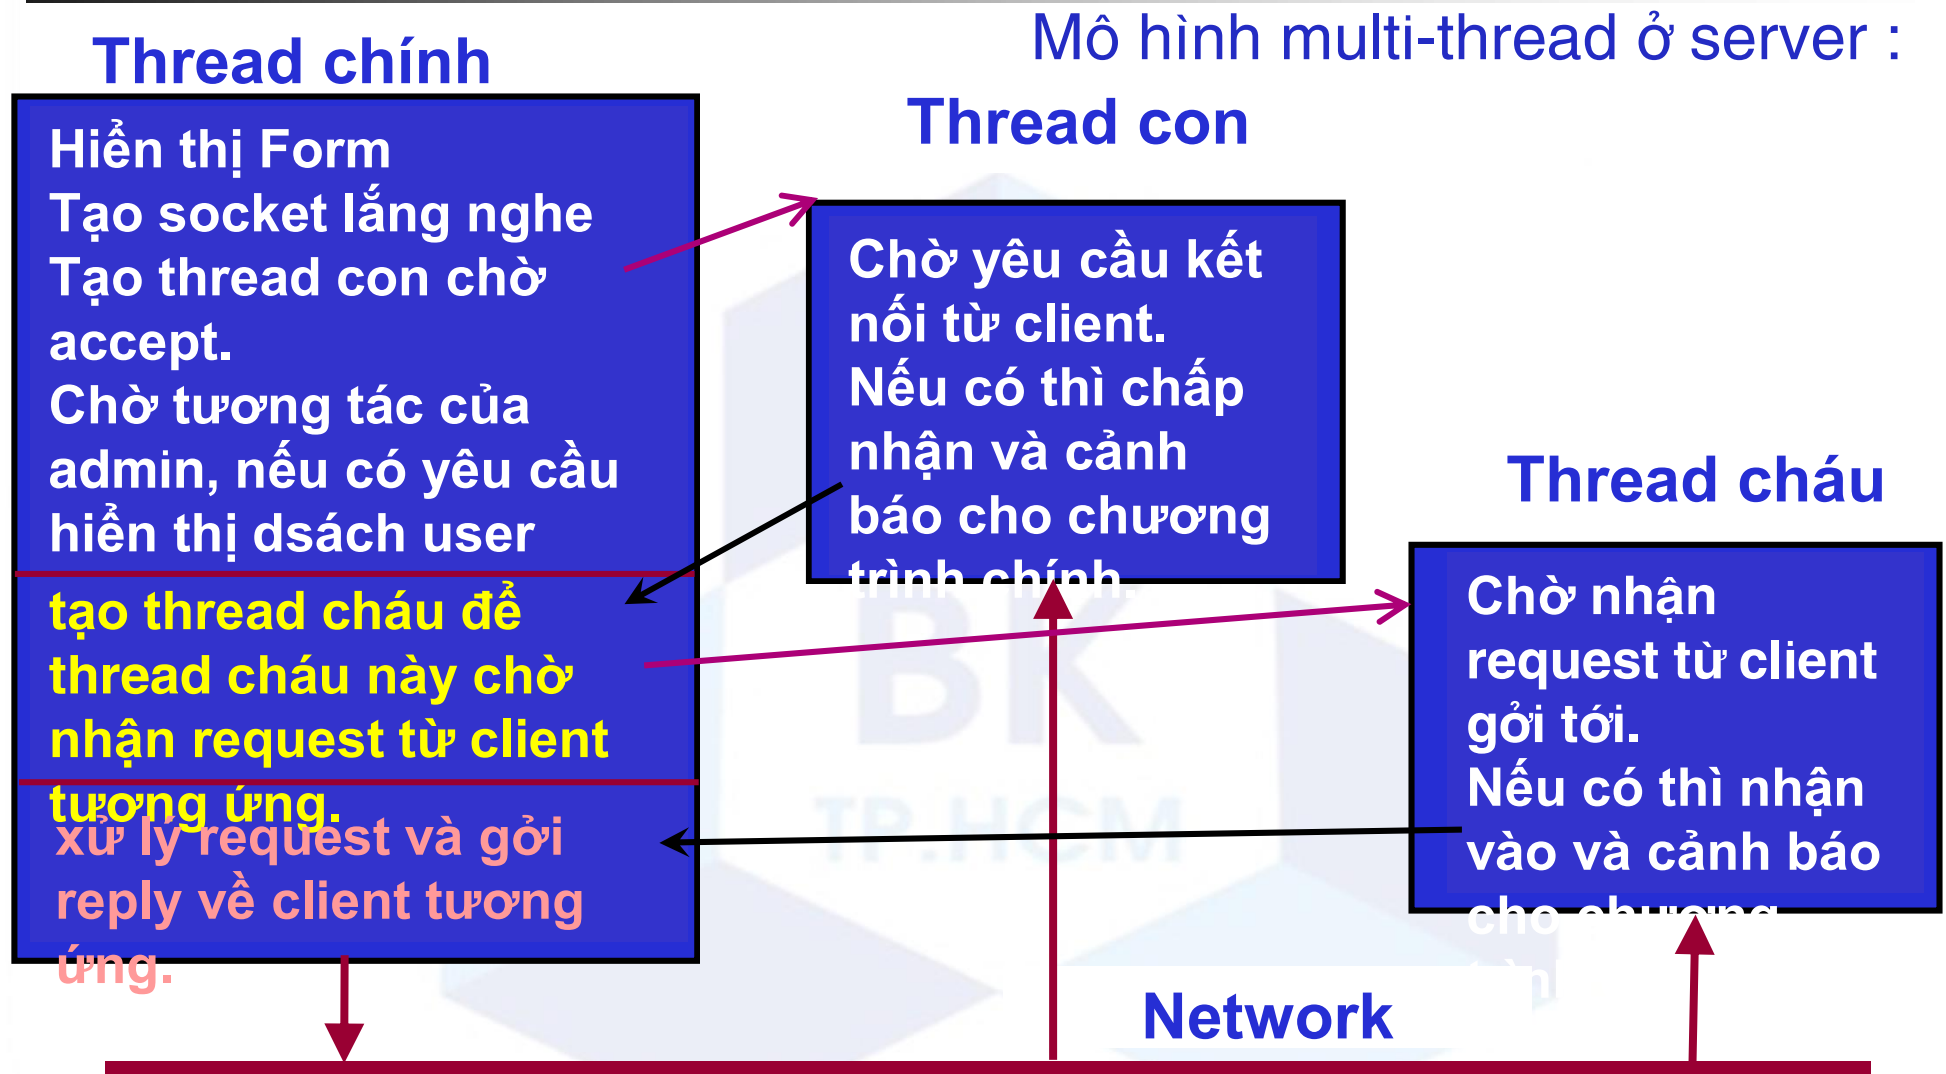 Mô hình multi-thread ở server :
Thread chính
Hiển thị Form
Tạo socket lắng nghe
Tạo thread con chờ
accept.
Chờ tương tác của
admin, nếu có yêu cầu
hiển thị dsách user
tạo thread cháu để
thread cháu này chờ
nhận request từ client
tương ứng.
xử lý request và gởi
reply về client tương
ứng.
Thread con
Chờ yêu cầu kết
nối từ client.
Nếu có thì chấp
nhận và cảnh
báo cho chương
trình chính.
Thread cháu
Chờ nhận
request từ client
gởi tới.
Nếu có thì nhận
vào và cảnh báo
cho chương
Network
BK
TP.HCM